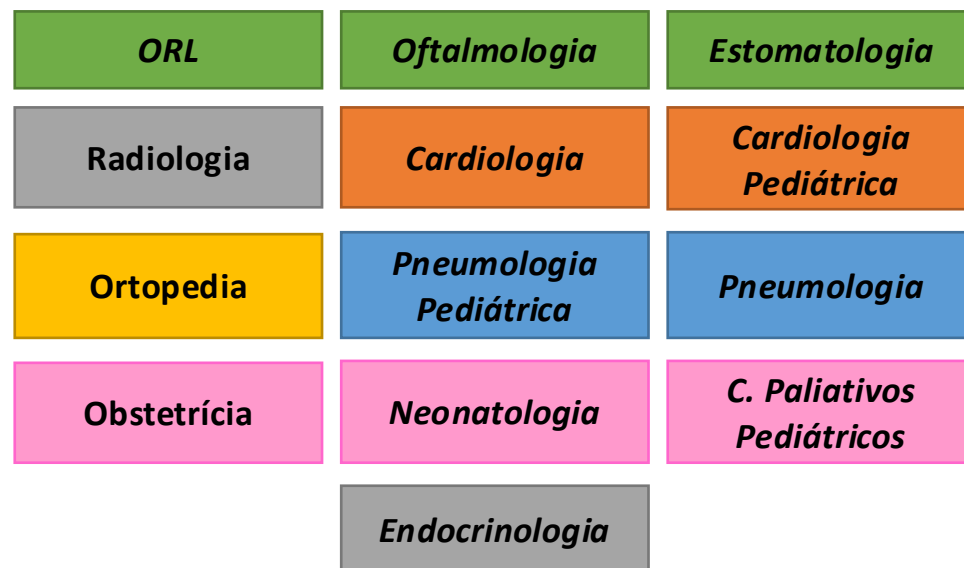 ORL
Oftalmologia
Estomatologia
Radiologia
Cardiologia
Cardiologia
Pediátrica
Ortopedia
Pneumologia
Pediátrica
Pneumologia
Obstetrícia
Neonatologia
C. Paliativos
Pediátricos
Endocrinologia